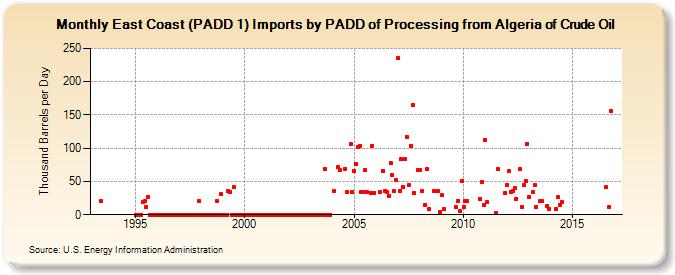 Monthly East Coast (PADD 1) Imports by PADD of Processing from Algeria of Crude Oil
Thousand Barrels per Day
250
200
150
100
50
0
1995 2000 2005 2010 2015
Source: U.S. Energy Information Administration